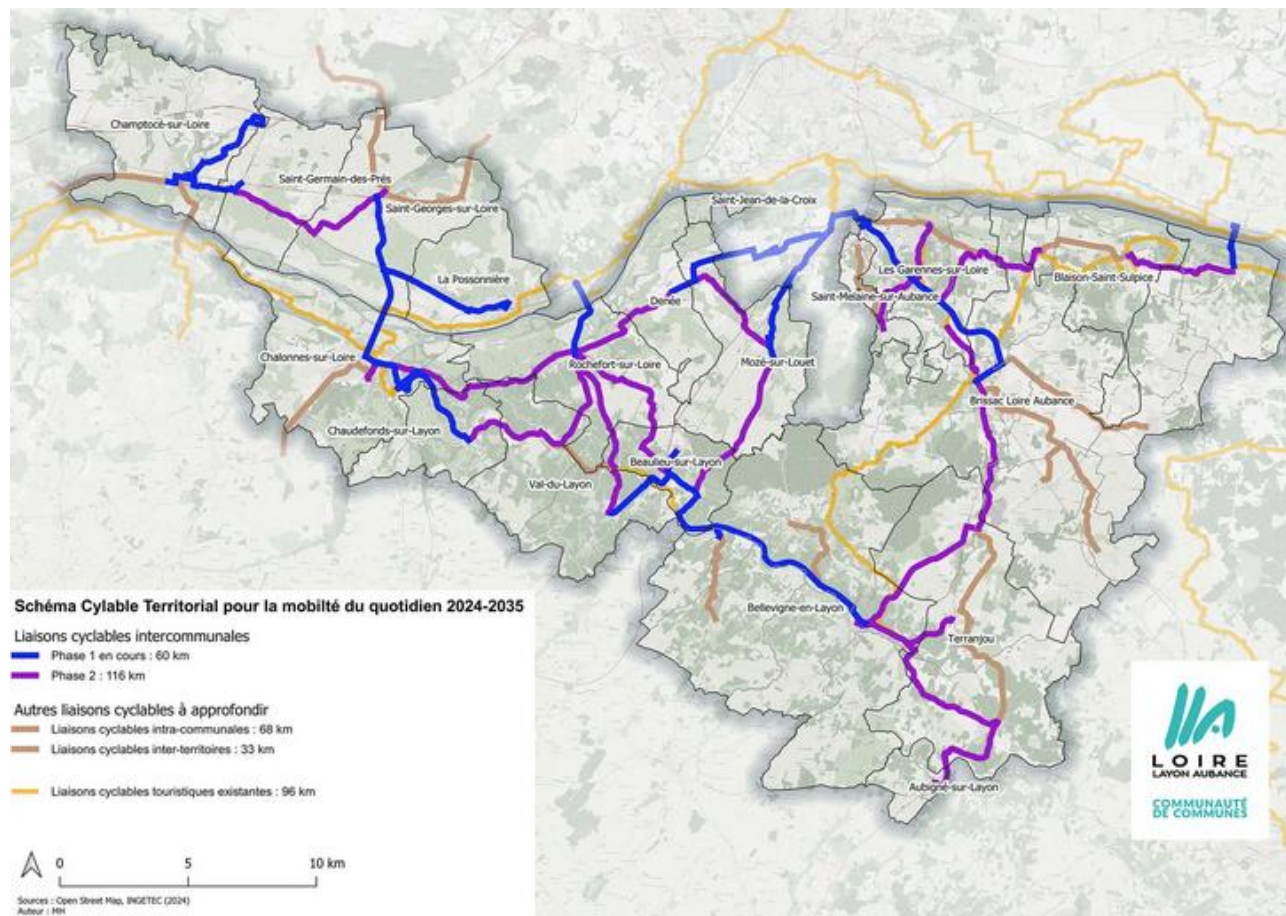 Champtocé-sur-Loire
Saint-Germain-des-Prés
Saint-Georges-sur-Loire
Saint-Jean-de-la-Croix
La Possonnière
Les Garennes-sur-Loire
Blaison-Saint-Sulpice
Saint-Melaine-sur-Aubance
Denée
Chalonnes-sur-Loire
Rochefort-sur-Loire
Mozé-sur-Louet
Brissac Loire Aubance
Chaudefonds-sur-Layon
Beaulieu-sur-Layon
Val-du-Layon
Bellevigne-en-Layon
Terranjou
Aubigné-sur-Layon
Schéma Cylable Territorial pour la mobilté du quotidien 2024-2035
Liaisons cyclables intercommunales
Phase 1 en cours : 60 km
Phase 2 : 116 km
Autres liaisons cyclables à approfondir
Liaisons cyclables intra-communales : 68 km
Liaisons cyclables inter-territoires : 33 km
Liaisons cyclables touristiques existantes : 96 km
0 5 10 km
Sources : Open Street Map, INGETEC (2024)
Auteur : MH
LLA
LOIRE
LAYON AUBANCE
COMMUNAUTÉ
DE COMMUNES